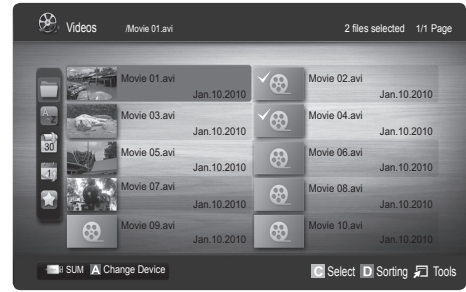 Videos /Movie 01.avi 2 files selected 1/1 Page
Movie 01.avi
Jan.10.2010
Movie 02.avi
Jan.10.2010
Movie 03.avi
Jan.10.2010
Movie 04.avi
Jan.10.2010
Movie 05.avi
Jan.10.2010
Movie 06.avi
Jan.10.2010
Movie 07.avi
Jan.10.2010
Movie 08.avi
Jan.10.2010
Movie 09.avi
Jan.10.2010
Movie 10.avi
Jan.10.2010
30
1
SUM A Change Device C Select D Sorting Tools